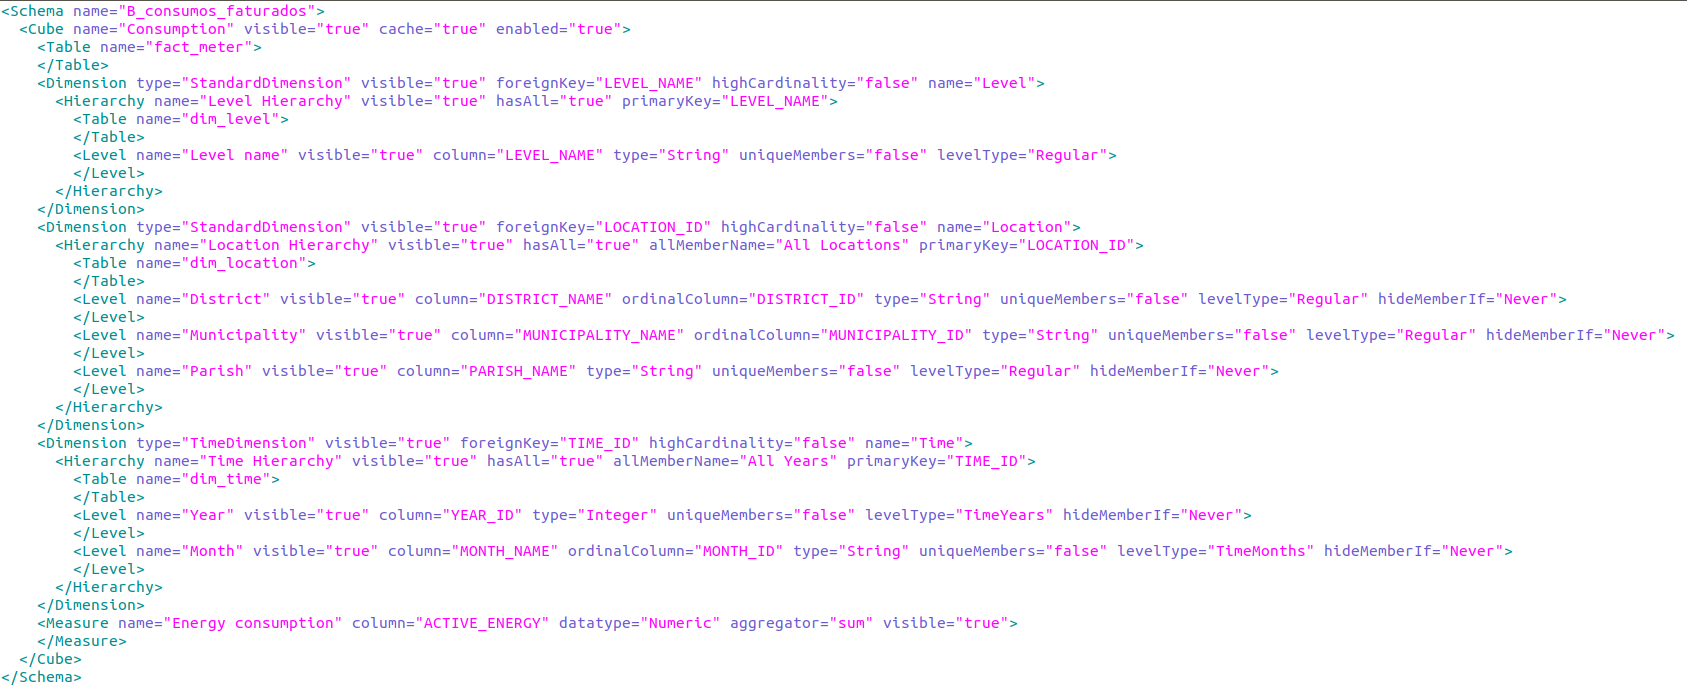 <Schema name="B_consumos_faturados">
  <Cube name="Consumption" visible="true" cache="true" enabled="true">
    <Table name="fact_meter">
    </Table>
    <Dimension type="StandardDimension" visible="true" foreignKey="LEVEL_NAME" highCardinality="false" name="Level">
      <Hierarchy name="Level Hierarchy" visible="true" hasAll="true" primaryKey="LEVEL_NAME">
        <Table name="dim_level">
        </Table>
        <Level name="Level name" visible="true" column="LEVEL_NAME" type="String" uniqueMembers="false" levelType="Regular">
        </Level>
      </Hierarchy>
    </Dimension>
    <Dimension type="StandardDimension" visible="true" foreignKey="LOCATION_ID" highCardinality="false" name="Location">
      <Hierarchy name="Location Hierarchy" visible="true" hasAll="true" allMemberName="All Locations" primaryKey="LOCATION_ID">
        <Table name="dim_location">
        </Table>
        <Level name="District" visible="true" column="DISTRICT_NAME" ordinalColumn="DISTRICT_ID" type="String" uniqueMembers="false" levelType="Regular" hideMemberIf="Never">
        </Level>
        <Level name="Municipality" visible="true" column="MUNICIPALITY_NAME" ordinalColumn="MUNICIPALITY_ID" type="String" uniqueMembers="false" levelType="Regular" hideMemberIf="Never">
        </Level>
        <Level name="Parish" visible="true" column="PARISH_NAME" type="String" uniqueMembers="false" levelType="Regular" hideMemberIf="Never">
        </Level>
      </Hierarchy>
    </Dimension>
    <Dimension type="TimeDimension" visible="true" foreignKey="TIME_ID" highCardinality="false" name="Time">
      <Hierarchy name="Time Hierarchy" visible="true" hasAll="true" allMemberName="All Years" primaryKey="TIME_ID">
        <Table name="dim_time">
        </Table>
        <Level name="Year" visible="true" column="YEAR_ID" type="Integer" uniqueMembers="false" levelType="TimeYears" hideMemberIf="Never">
        </Level>
        <Level name="Month" visible="true" column="MONTH_NAME" ordinalColumn="MONTH_ID" type="String" uniqueMembers="false" levelType="TimeMonths" hideMemberIf="Never">
        </Level>
      </Hierarchy>
    </Dimension>
    <Measure name="Energy consumption" column="ACTIVE_ENERGY" datatype="Numeric" aggregator="sum" visible="true">
    </Measure>
  </Cube>
</Schema>